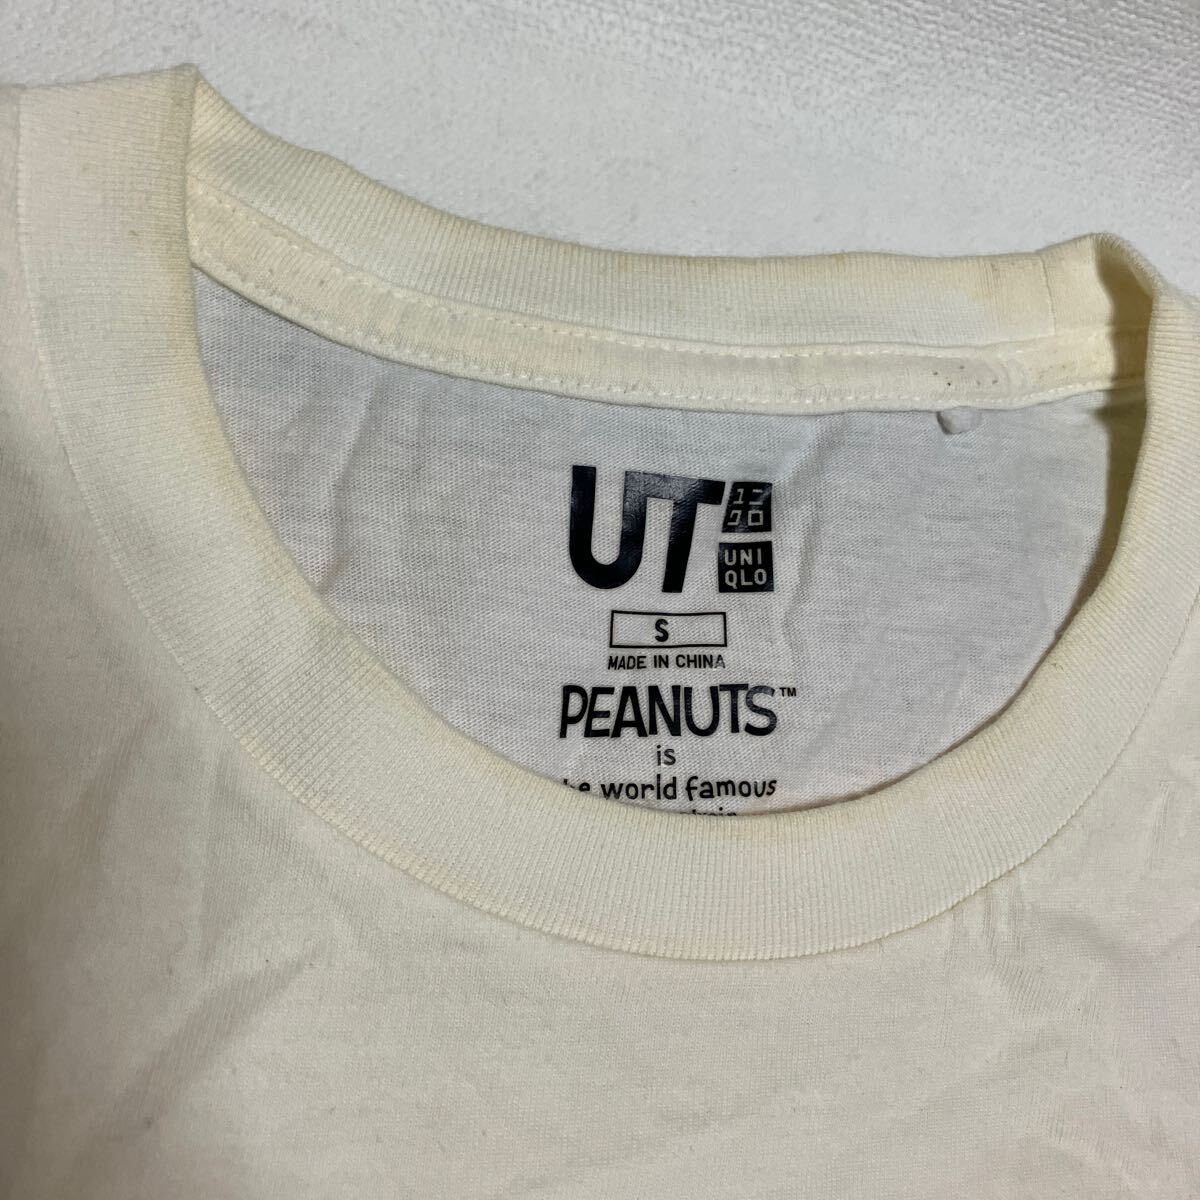 UT ユニ
クロ
UNI
QLO
S
MADE IN CHINA
PEANUTS™
is
world famous